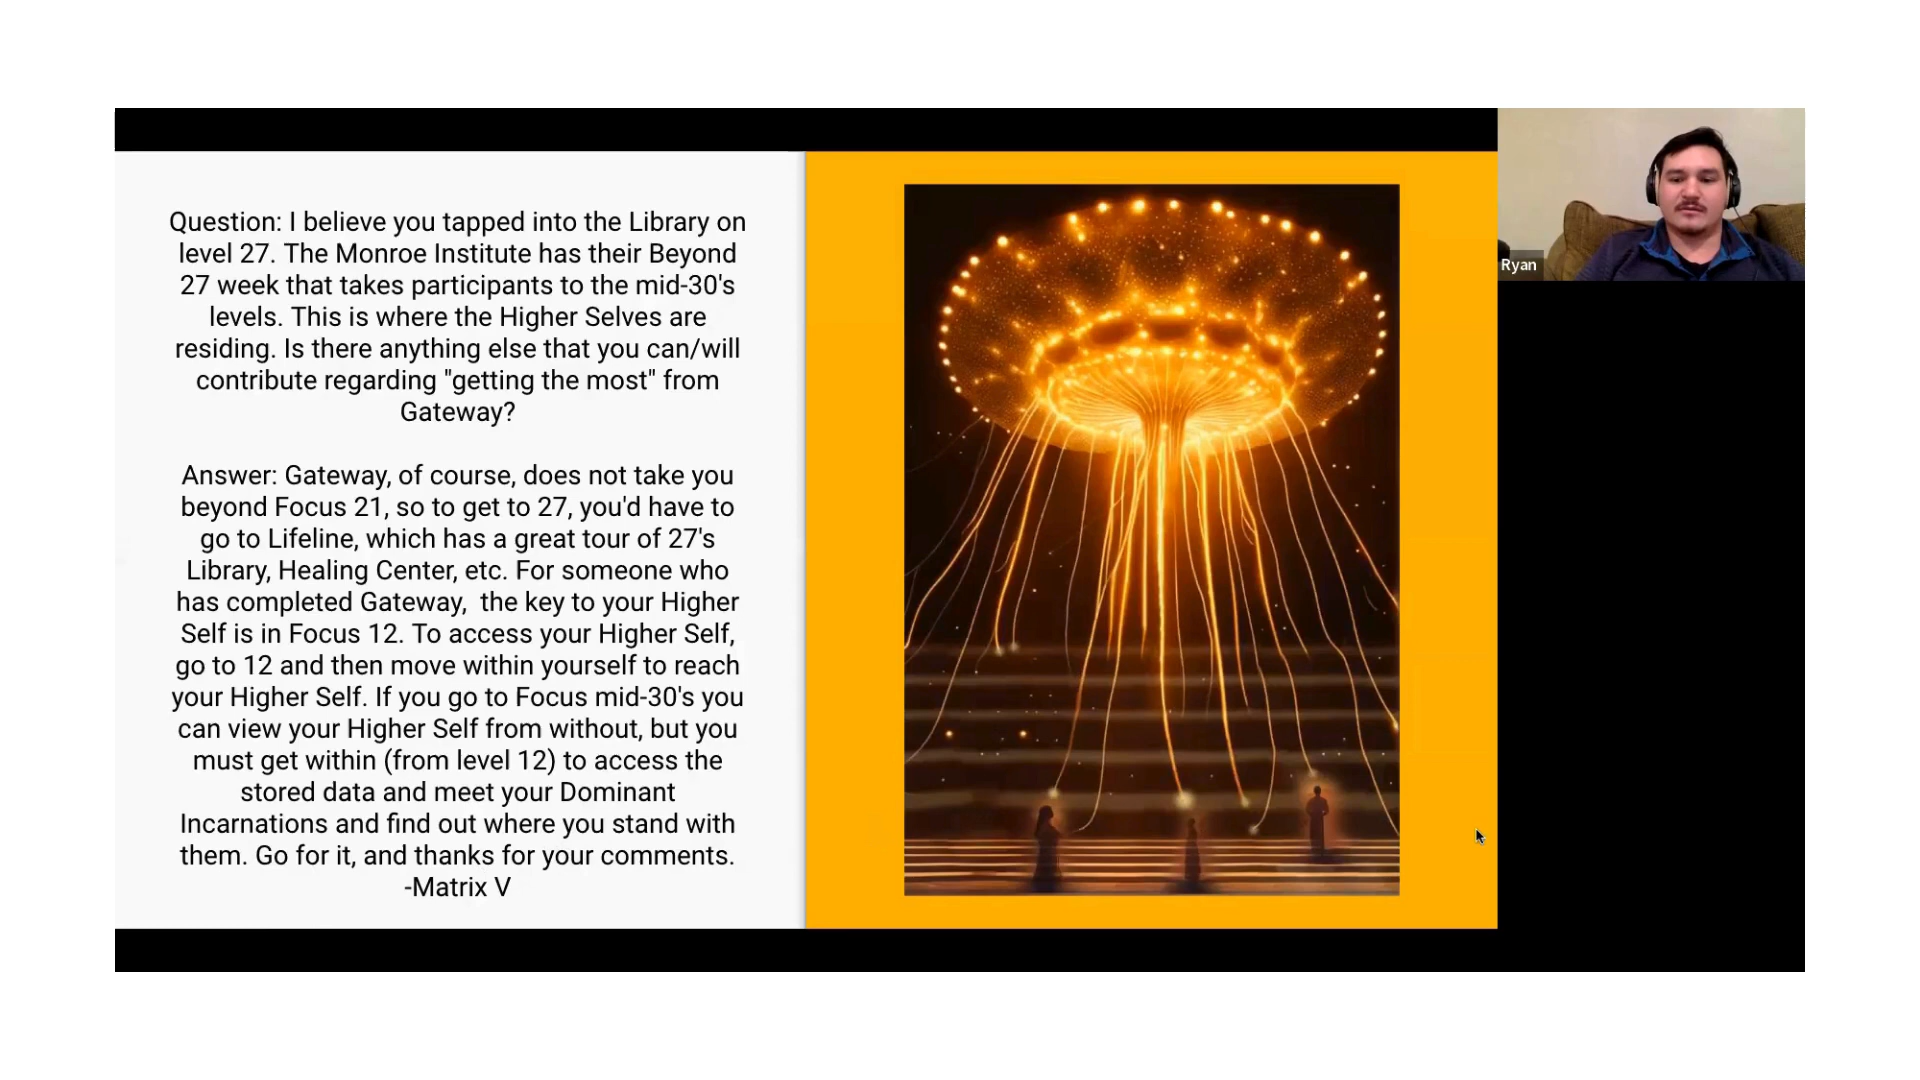 Question: I believe you tapped into the Library on
level 27. The Monroe Institute has their Beyond
27 week that takes participants to the mid-30's
levels. This is where the Higher Selves are
residing. Is there anything else that you can/will
contribute regarding "getting the most" from
Gateway?
Answer: Gateway, of course, does not take you
beyond Focus 21, so to get to 27, you'd have to
go to Lifeline, which has a great tour of 27's
Library, Healing Center, etc. For someone who
has completed Gateway,  the key to your Higher
Self is in Focus 12. To access your Higher Self,
go to 12 and then move within yourself to reach
your Higher Self. If you go to Focus mid-30's you
can view your Higher Self from without, but you
must get within (from level 12) to access the
stored data and meet your Dominant
Incarnations and find out where you stand with
them. Go for it, and thanks for your comments.
-Matrix V
Ryan